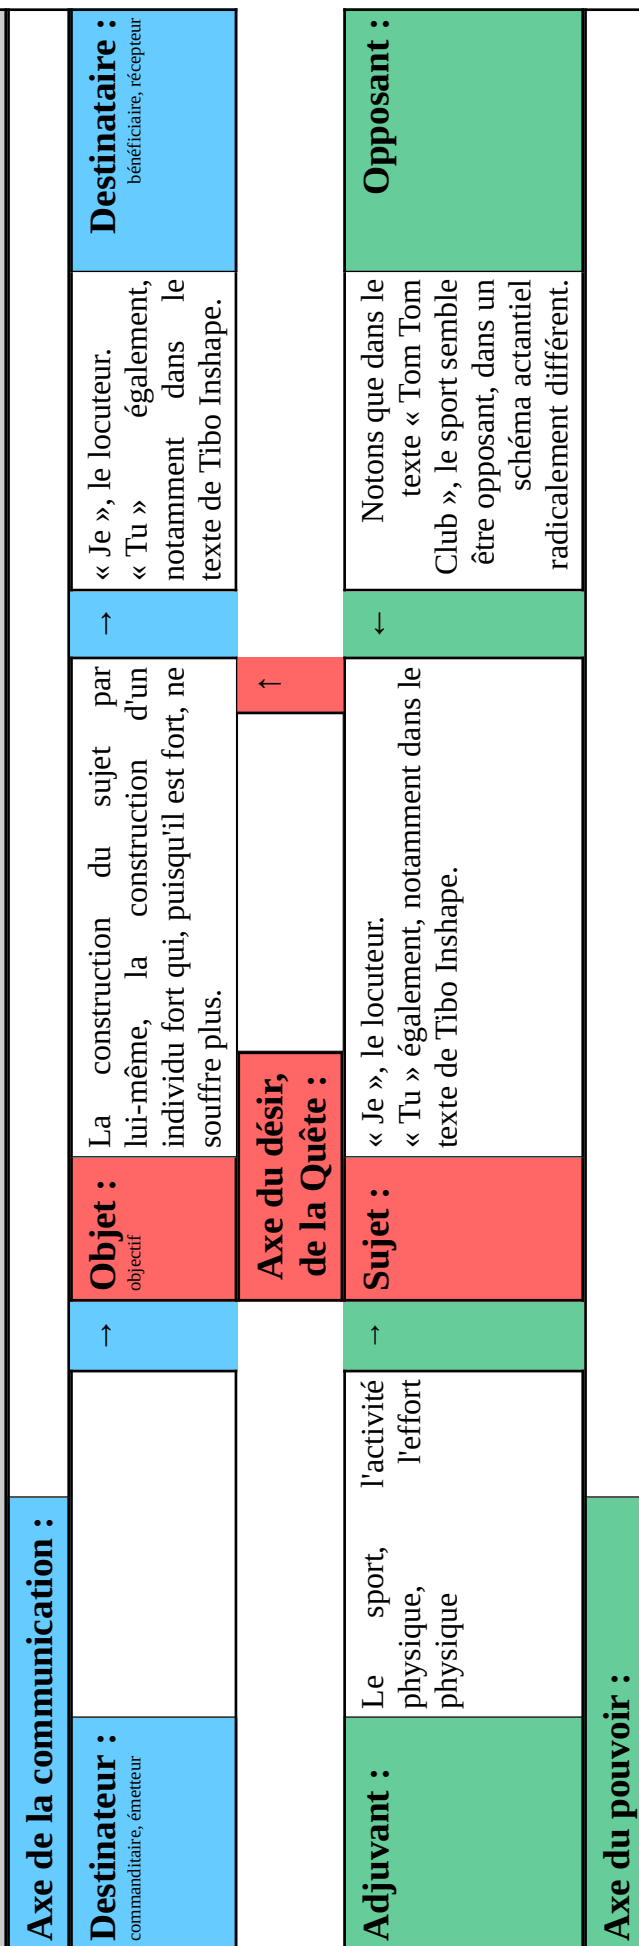 Axe de la communication :
Destinateur :
commanditaire, émetteur
→
Objet :
objectif
La construction du sujet par
lui-même, la construction d'un
individu fort qui, puisqu'il est fort, ne
souffre plus.
→
« Je », le locuteur.
« Tu » également,
notamment dans le
texte de Tibo Inshape.
Destinataire :
bénéficiaire, récepteur
Axe du désir,
de la Quête :
↑
Adjuvant :
Le sport, l'activité
physique, l'effort
physique
→
Sujet :
« Je », le locuteur.
« Tu » également, notamment dans le
texte de Tibo Inshape.
←
Notons que dans le
texte « Tom Tom
Club », le sport semble
être opposant, dans un
schéma actantiel
radicalement différent.
Opposant :
Axe du pouvoir :